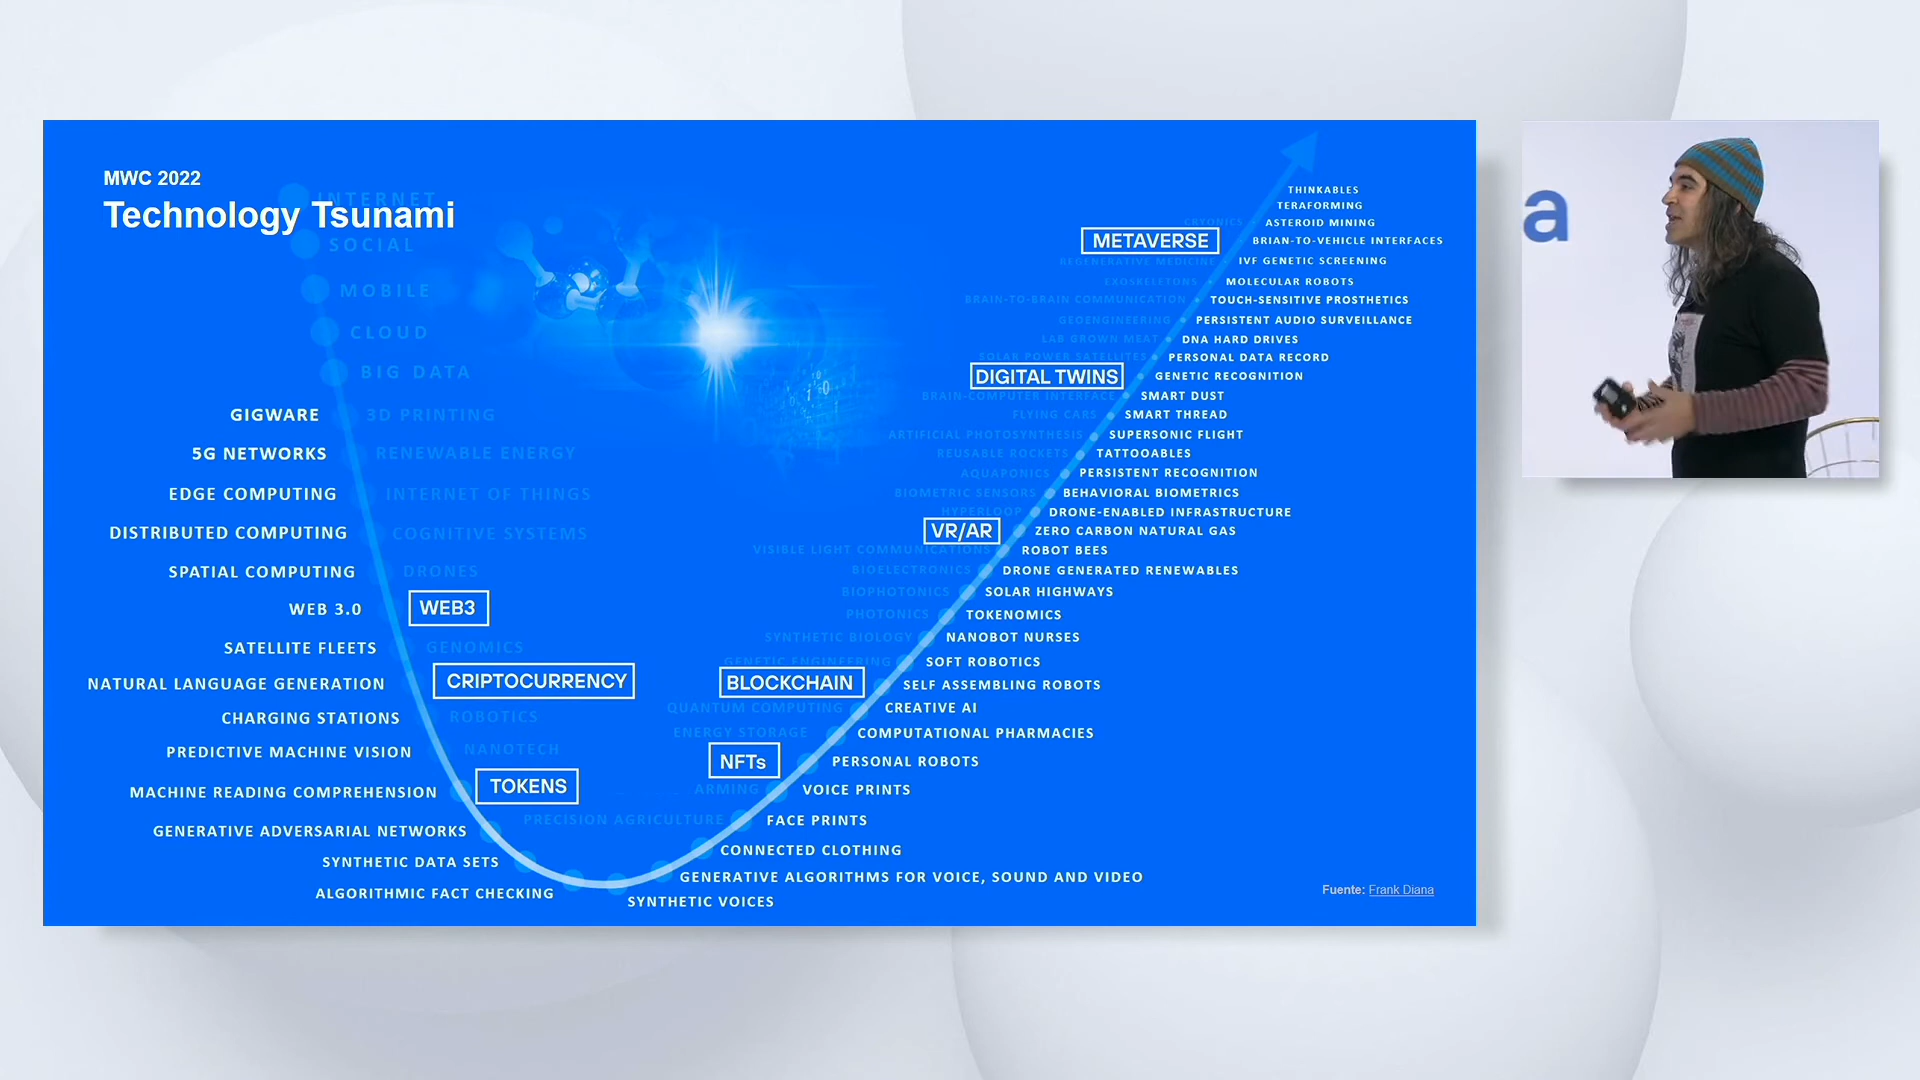 MWC 2022
Technology Tsunami
INTERNET
SOCIAL
MOBILE
CLOUD
BIG DATA
GIGWARE
3D PRINTING
5G NETWORKS
RENEWABLE ENERGY
EDGE COMPUTING
INTERNET OF THINGS
DISTRIBUTED COMPUTING
COGNITIVE SYSTEMS
SPATIAL COMPUTING
DRONES
WEB 3.0
WEB3
SATELLITE FLEETS
GENOMICS
NATURAL LANGUAGE GENERATION
CRIPTOCURRENCY
CHARGING STATIONS
ROBOTICS
PREDICTIVE MACHINE VISION
NANOTECH
MACHINE READING COMPREHENSION
TOKENS
GENERATIVE ADVERSARIAL NETWORKS
SYNTHETIC DATA SETS
ALGORITHMIC FACT CHECKING
THINKABLES
TERAFORMING
CRYONICS
ASTEROID MINING
METAVERSE
BRIAN-TO-VEHICLE INTERFACES
REGENERATIVE MEDICINE
IVF GENETIC SCREENING
EXOSKELETONS
MOLECULAR ROBOTS
BRAIN-TO-BRAIN COMMUNICATION
TOUCH-SENSITIVE PROSTHETICS
GEOENGINEERING
PERSISTENT AUDIO SURVEILLANCE
LAB GROWN MEAT
DNA HARD DRIVES
SOLAR POWER SATELLITES
PERSONAL DATA RECORD
DIGITAL TWINS
GENETIC RECOGNITION
BRAIN-COMPUTER INTERFACE
SMART DUST
FLYING CARS
SMART THREAD
ARTIFICIAL PHOTOSYNTHESIS
SUPERSONIC FLIGHT
REUSABLE ROCKETS
TATTOOABLES
AQUAPONICS
PERSISTENT RECOGNITION
BIOMETRIC SENSORS
BEHAVIORAL BIOMETRICS
HYPERLOOP
DRONE-ENABLED INFRASTRUCTURE
VR/AR
ZERO CARBON NATURAL GAS
VISIBLE LIGHT COMMUNICATIONS
ROBOT BEES
BIOELECTRONICS
DRONE GENERATED RENEWABLES
BIOPHOTONICS
SOLAR HIGHWAYS
PHOTONICS
TOKENOMICS
SYNTHETIC BIOLOGY
NANOBOT NURSES
GENETIC ENGINEERING
SOFT ROBOTICS
BLOCKCHAIN
SELF ASSEMBLING ROBOTS
QUANTUM COMPUTING
CREATIVE AI
ENERGY STORAGE
COMPUTATIONAL PHARMACIES
NFTs
PERSONAL ROBOTS
ARMING
VOICE PRINTS
PRECISION AGRICULTURE
FACE PRINTS
CONNECTED CLOTHING
GENERATIVE ALGORITHMS FOR VOICE, SOUND AND VIDEO
SYNTHETIC VOICES
Fuente: Frank Diana
a